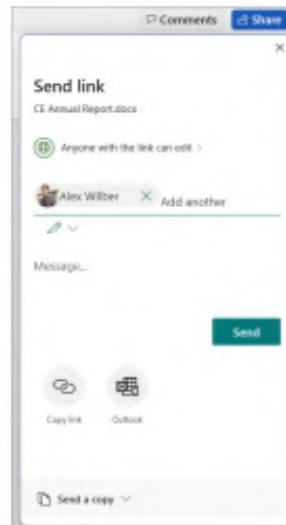 Comments Share
Send link
CE Annual Report.docx
Anyone with the link can edit
Alex Wilber Add another
Message...
Send
Copy link Outlook
Send a copy